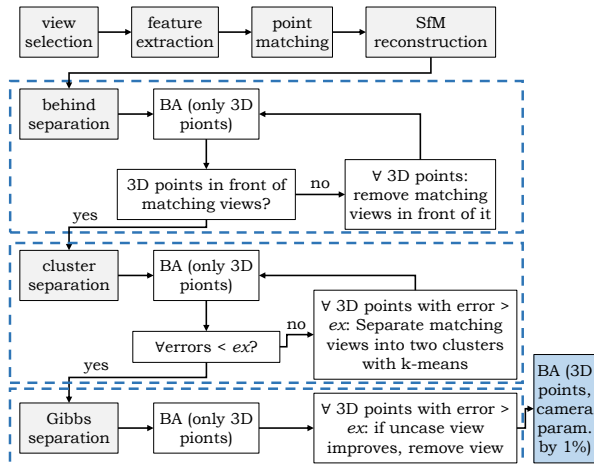 view
selection
feature
extraction
point
matching
SfM
reconstruction
behind
separation
BA (only 3D
pionts)
3D points in front of
matching views?
no
∀ 3D points:
remove matching
views in front of it
yes
cluster
separation
BA (only 3D
pionts)
∀errors < ex?
no
∀ 3D points with error >
ex: Separate matching
views into two clusters
with k-means
yes
Gibbs
separation
BA (only 3D
pionts)
∀ 3D points with error >
ex: if uncase view
improves, remove view
BA (3D
points,
camera
param.
by 1%)